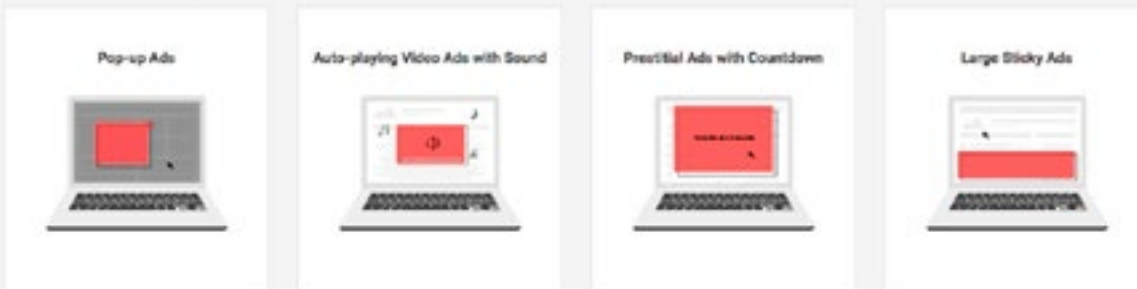 Pop-up Ads
Auto-playing Video Ads with Sound
Prestitial Ads with Countdown
Large Sticky Ads